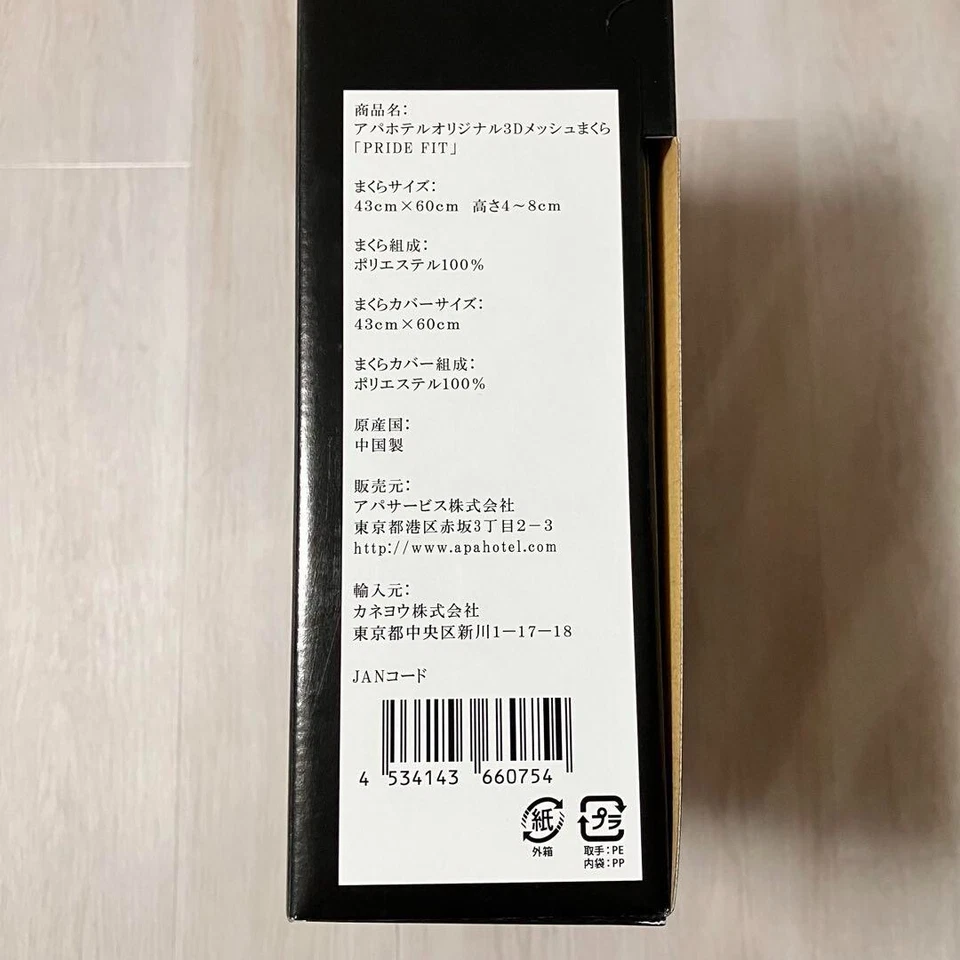 商品名：
アパホテルオリジナル3Dメッシュまくら
「PRIDE FIT」
まくらサイズ：
43cm×60cm 高さ4～8cm
まくら組成：
ポリエステル100%
まくらカバーサイズ：
43cm×60cm
まくらカバー組成：
ポリエステル100%
原産国：
中国製
販売元：
アパサービス株式会社
東京都港区赤坂3丁目2－3
http://www.apahotel.com
輸入元：
カネヨウ株式会社
東京都中央区新川1－17－18
JANコード
4 534143 660754
紙
外箱
プラ
取手：PE
内袋：PP